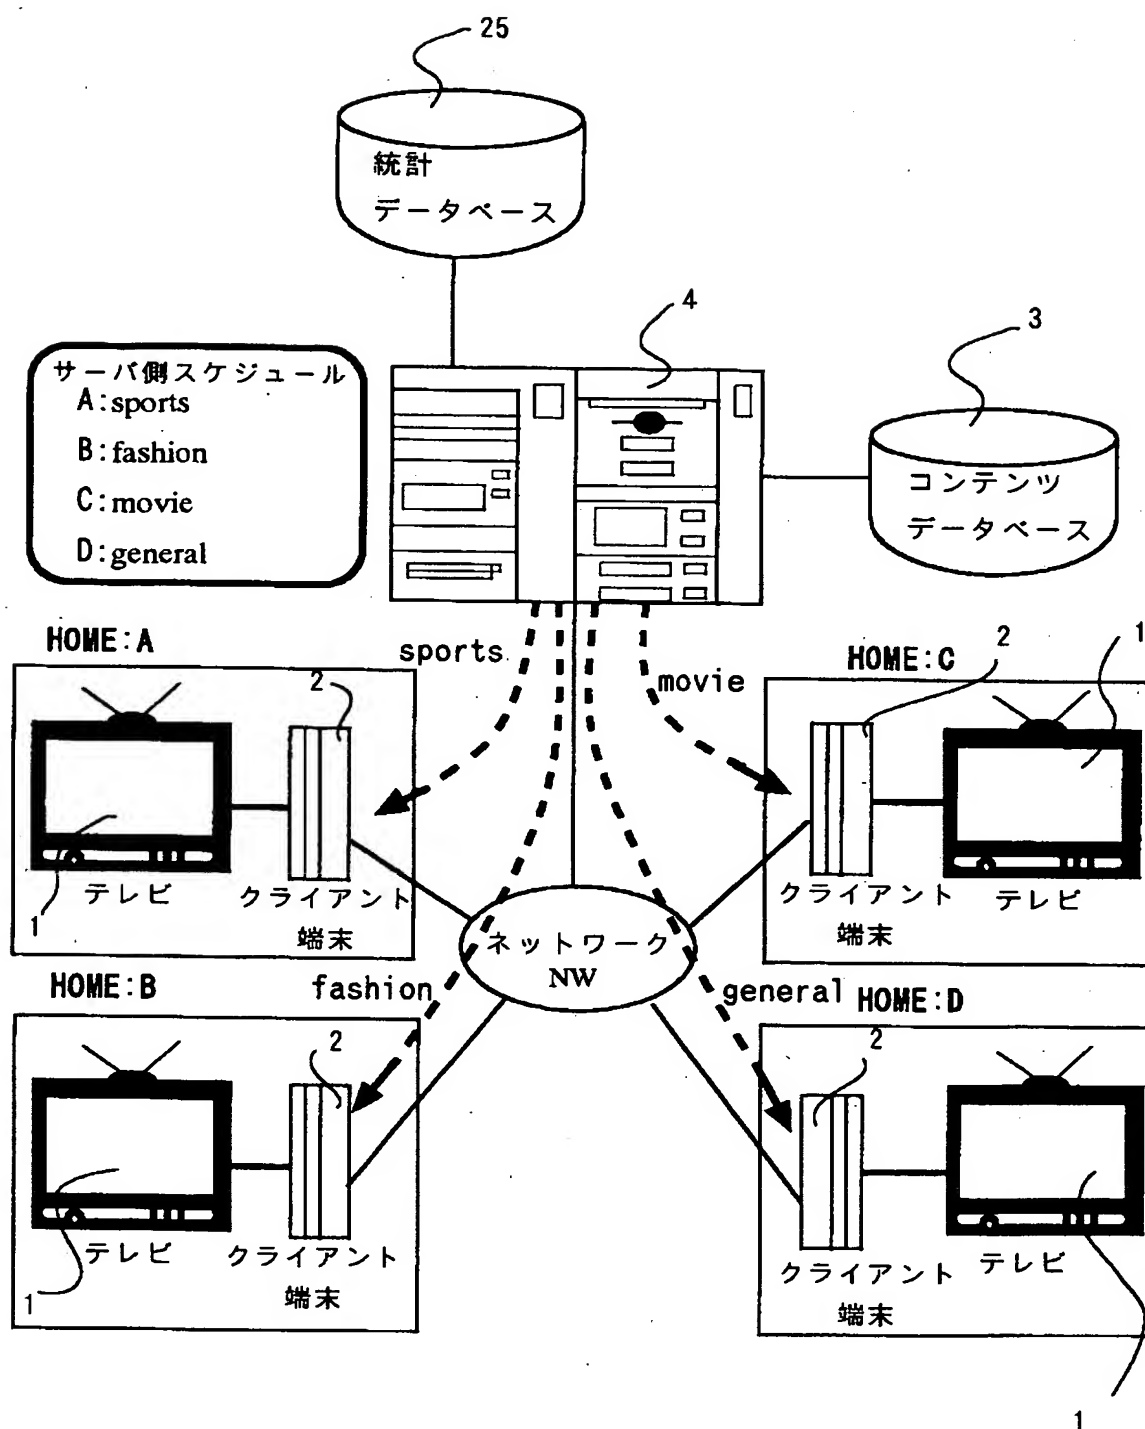 25
統計
データベース
4
3
サーバ側スケジュール
A:sports
B:fashion
C:movie
D:general
コンテンツ
データベース
HOME:A
sports
2
テレビ
1
クライアント
端末
movie
HOME:C
2
1
クライアント
端末
テレビ
ネットワーク
NW
HOME:B
fashion
2
テレビ
1
クライアント
端末
general
HOME:D
2
クライアント
端末
テレビ
1